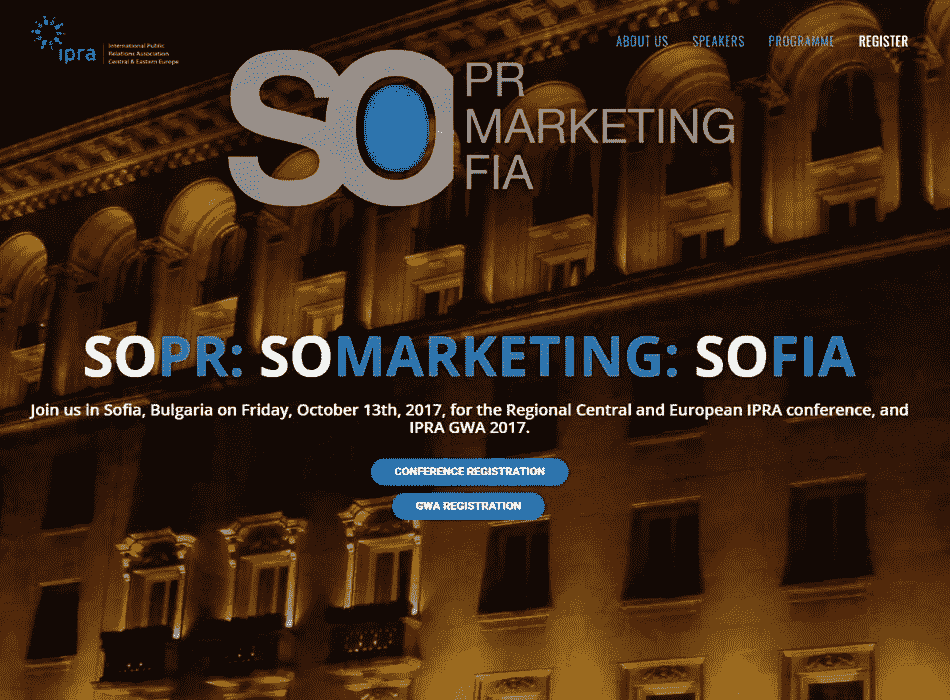 ipra
International Public
Relations Association
Central & Eastern Europe
ABOUT US
SPEAKERS
PROGRAMME
REGISTER
SO
PR
MARKETING
FIA
SOPR: SOMARKETING: SOFIA
Join us in Sofia, Bulgaria on Friday, October 13th, 2017, for the Regional Central and European IPRA conference, and
IPRA GWA 2017.
CONFERENCE REGISTRATION
GWA REGISTRATION